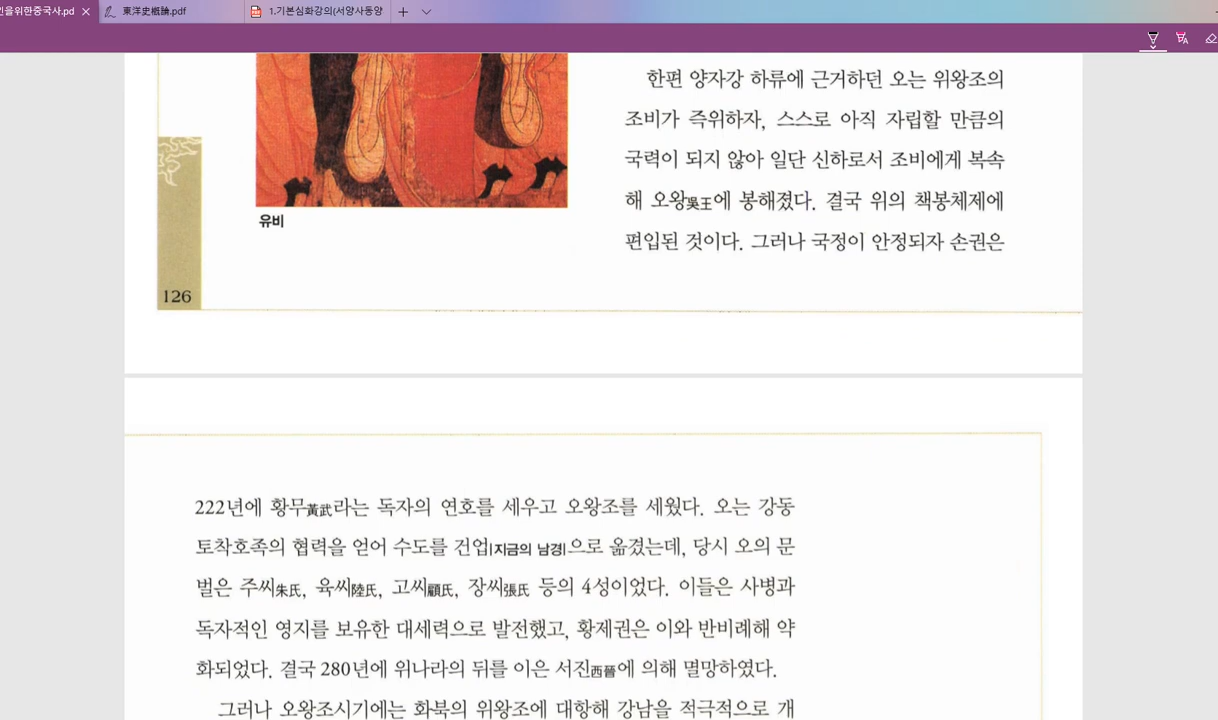 인을위한중국사.pd
東洋史概論.pdf
1.기본심화강의(서양사동양
한편 양자강 하류에 근거하던 오는 위왕조의
조비가 즉위하자, 스스로 아직 자립할 만큼의
국력이 되지 않아 일단 신하로서 조비에게 복속
해 오왕吳王에 봉해졌다. 결국 위의 책봉체제에
편입된 것이다. 그러나 국정이 안정되자 손권은
유비
126
222년에 황무黃武라는 독자의 연호를 세우고 오왕조를 세웠다. 오는 강동
토착호족의 협력을 얻어 수도를 건업|지금의 남경|으로 옮겼는데, 당시 오의 문
벌은 주씨朱氏, 육씨陸氏, 고씨顧氏, 장씨張氏 등의 4성이었다. 이들은 사병과
독자적인 영지를 보유한 대세력으로 발전했고, 황제권은 이와 반비례해 약
화되었다. 결국 280년에 위나라의 뒤를 이은 서진西晉에 의해 멸망하였다.
그러나 오왕조시기에는 화북의 위왕조에 대항해 강남을 적극적으로 개